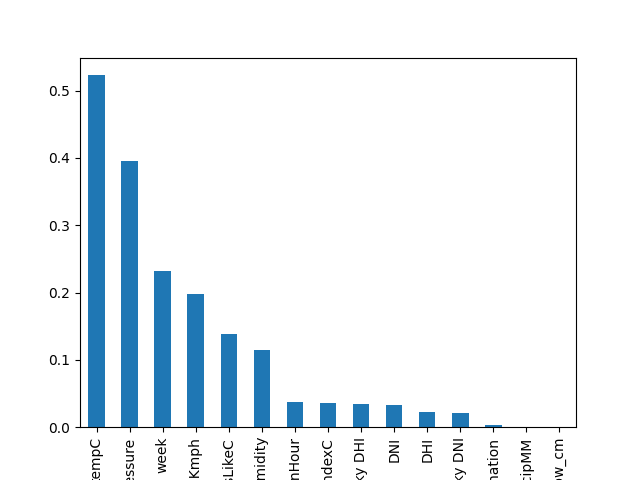 0.5
0.4
0.3
0.2
0.1
0.0
tempC
essure
week
Kmph
sLikeC
midity
nHour
ndexC
ky DHI
DNI
DHI
ky DNI
nation
cipMM
ow_cm